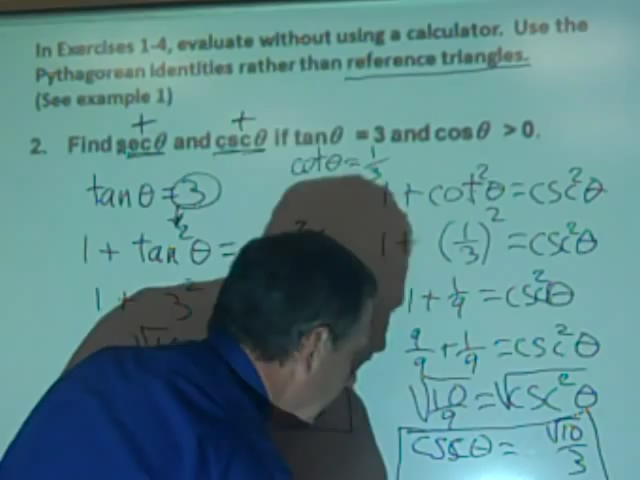 In Exercises 1-4, evaluate without using a calculator. Use the
Pythagorean identities rather than reference triangles.
(See example 1)
+ +
2. Find secθ and cscθ if tanθ = 3 and cosθ > 0.
cotθ = 1/3
tanθ = 3
1 + tan²θ =
1 + 3²
1 + cot²θ = csc²θ
1 + (1/3)² = csc²θ
1 + 1/9 = csc²θ
9/9 + 1/9 = csc²θ
√10/9 = √csc²θ
cscθ = √10/3